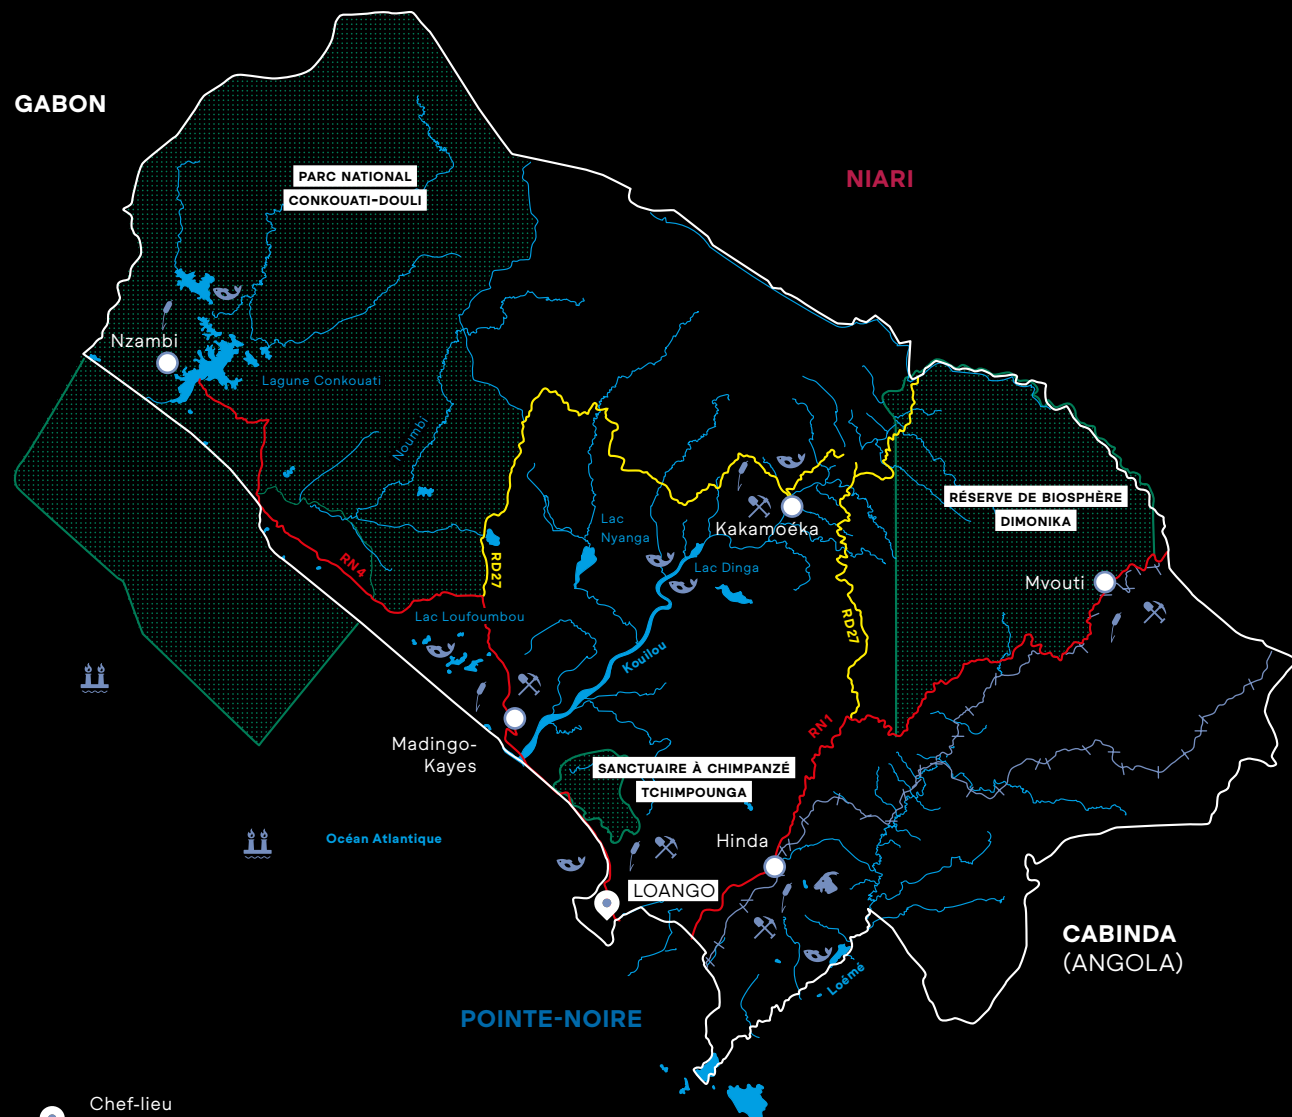 GABON
NIARI
PARC NATIONAL
CONKOUATI-DOULI
Nzambi
Lagune Conkouati
Noumbi
RÉSERVE DE BIOSPHÈRE
DIMONIKA
Lac
Nyanga
Kakamoéka
RN4
RD27
Lac Dinga
Mvouti
Lac Loufoumbou
RD27
Kouilou
RN1
Madingo-
Kayes
SANCTUAIRE À CHIMPANZÉ
TCHIMPOUNGA
Océan Atlantique
Hinda
LOANGO
CABINDA
(ANGOLA)
Loémé
POINTE-NOIRE
Chef-lieu